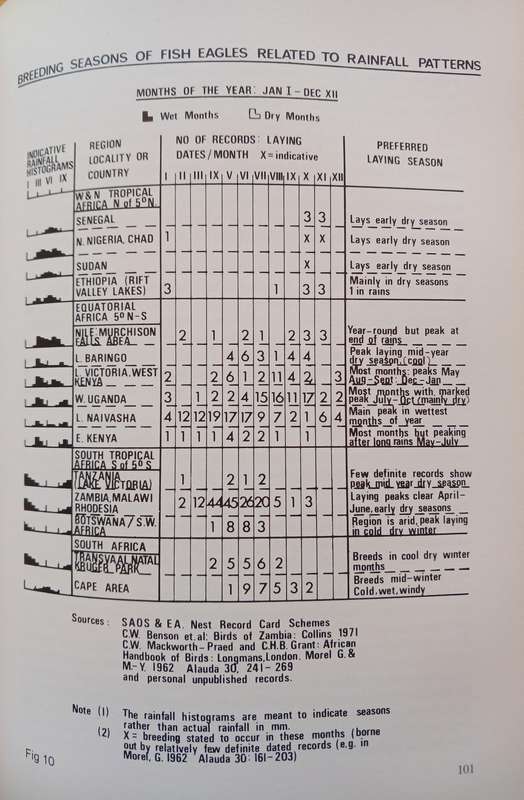 BREEDING SEASONS OF FISH EAGLES RELATED TO RAINFALL PATTERNS
MONTHS OF THE YEAR: JAN I – DEC XII
Wet Months Dry Months
INDICATIVE RAINFALL HISTOGRAMS I III VI IX
REGION LOCALITY OR COUNTRY
NO OF RECORDS: LAYING DATES/MONTH X=indicative
I II III IX V VI VII VIII IX X XI XII
PREFERRED LAYING SEASON
W&N TROPICAL AFRICA N of 5°N.
SENEGAL 3 3 Lays early dry season
N. NIGERIA, CHAD 1 X X Lays early dry season
SUDAN X Lays early dry season
ETHIOPIA (RIFT VALLEY LAKES) 3 1 3 3 Mainly in dry seasons 1 in rains
EQUATORIAL AFRICA 5°N-S
NILE:MURCHISON FALLS AREA 2 1 2 1 2 3 3 Year-round but peak at end of rains
L. BARINGO 4 6 3 1 4 4 Peak laying mid-year dry season (cool)
L. VICTORIA, WEST KENYA 2 2 6 1 2 11 4 2 3 Most months: peaks May Aug-Sept: Dec-Jan
W. UGANDA 3 1 2 2 4 15 16 11 17 2 2 Most months with marked peak July-Oct (mainly dry)
L. NAIVASHA 4 12 12 19 17 17 9 7 2 1 6 4 Main peak in wettest months of year
E. KENYA 1 1 1 1 4 2 2 1 1 Most months but peaking after long rains May-July
SOUTH TROPICAL AFRICA S of 5°S
TANZANIA (LAKE VICTORIA) 1 2 1 2 Few definite records show peak mid year dry season
ZAMBIA, MALAWI RHODESIA 2 12 44 45 26 20 5 1 3 Laying peaks clear April-June, early dry seasons
BOTSWANA/S.W. AFRICA 1 8 8 3 Region is arid, peak laying in cold dry winter
SOUTH AFRICA
TRANSVAAL NATAL KRUGER PARK 2 5 5 6 2 Breeds in cool dry winter months
CAPE AREA 1 9 7 5 3 2 Breeds mid-winter Cold, wet, windy
Sources: SAOS & EA. Nest Record Card Schemes
C.W. Benson et.al: Birds of Zambia: Collins 1971
C.W. Mackworth-Praed and C.H.B. Grant: African
Handbook of Birds: Longmans, London. Morel G.&
M.-Y. 1962 Alauda 30, 241-269
and personal unpublished records.
Note (1) The rainfall histograms are meant to indicate seasons
rather than actual rainfall in mm.
(2) X = breeding stated to occur in these months (borne
out by relatively few definite dated records (e.g. in
Morel, G. 1962 Alauda 30: 161-203)
Fig 10
101